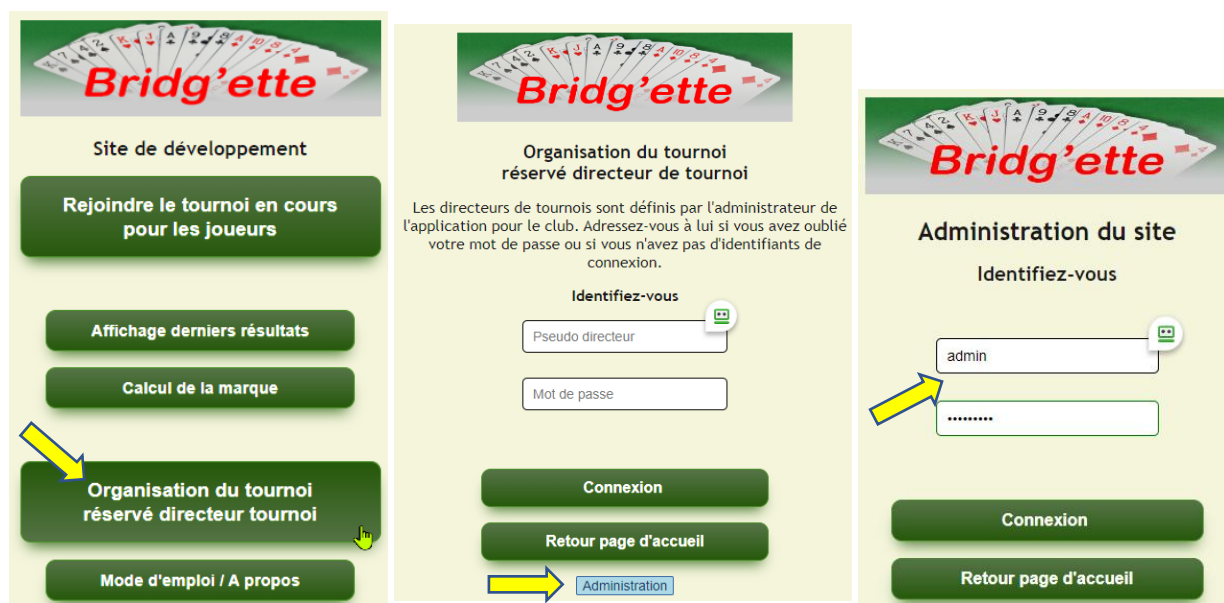 Bridg'ette
Site de développement
Rejoindre le tournoi en cours
pour les joueurs
Affichage derniers résultats
Calcul de la marque
Organisation du tournoi
réservé directeur tournoi
Mode d'emploi / A propos
Bridg'ette
Organisation du tournoi
réservé directeur de tournoi
Les directeurs de tournois sont définis par l'administrateur de
l'application pour le club. Adressez-vous à lui si vous avez oublié
votre mot de passe ou si vous n'avez pas d'identifiants de
connexion.
Identifiez-vous
Pseudo directeur
Mot de passe
Connexion
Retour page d'accueil
Administration
Bridg'ette
Administration du site
Identifiez-vous
admin
•••••••••
Connexion
Retour page d'accueil